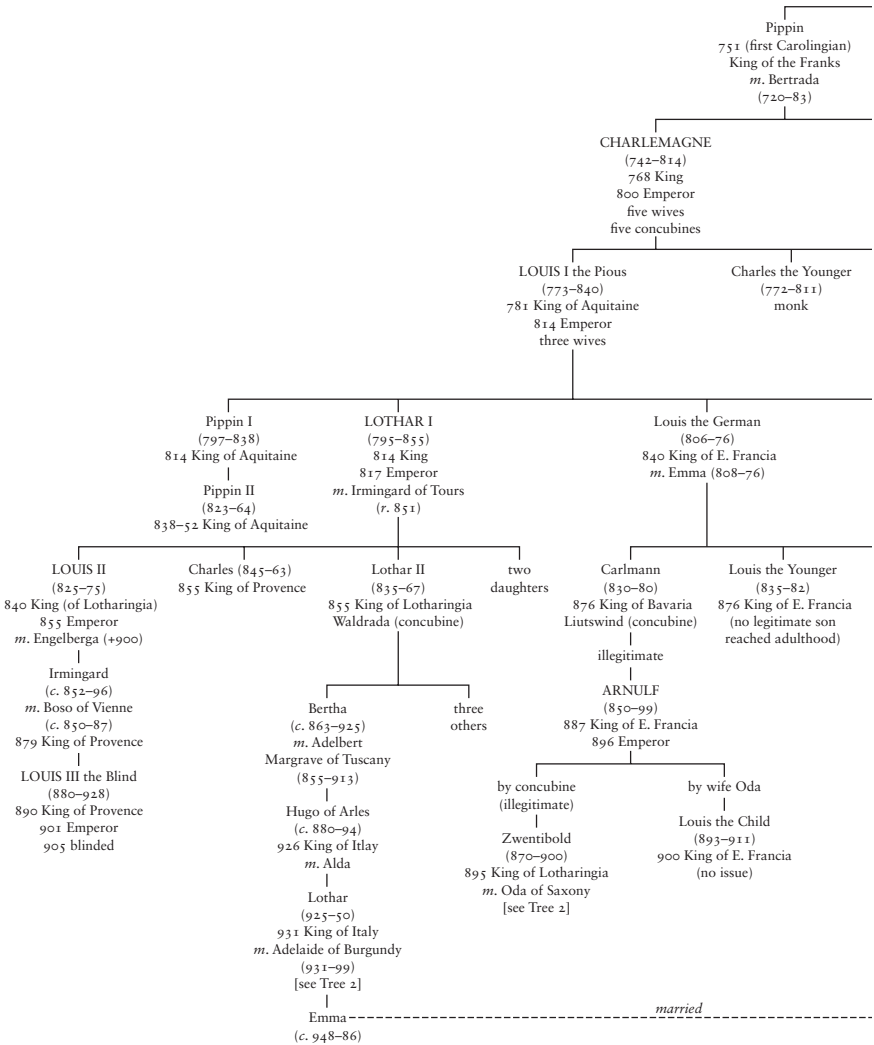 Pippin
751 (first Carolingian)
King of the Franks
m. Bertrada
(720–83)
CHARLEMAGNE
(742–814)
768 King
800 Emperor
five wives
five concubines
LOUIS I the Pious
(773–840)
781 King of Aquitaine
814 Emperor
three wives
Charles the Younger
(772–811)
monk
Pippin I
(797–838)
814 King of Aquitaine
Pippin II
(823–64)
838–52 King of Aquitaine
LOTHAR I
(795–855)
814 King
817 Emperor
m. Irmingard of Tours
(r. 851)
Louis the German
(806–76)
840 King of E. Francia
m. Emma (808–76)
LOUIS II
(825–75)
840 King (of Lotharingia)
855 Emperor
m. Engelberga (+900)
Irmingard
(c. 852–96)
m. Boso of Vienne
(c. 850–87)
879 King of Provence
LOUIS III the Blind
(880–928)
890 King of Provence
901 Emperor
905 blinded
Charles (845–63)
855 King of Provence
Lothar II
(835–67)
855 King of Lotharingia
Waldrada (concubine)
two
daughters
Bertha
(c. 863–925)
m. Adelbert
Margrave of Tuscany
(855–913)
three
others
Hugo of Arles
(c. 880–94)
926 King of Itlay
m. Alda
Lothar
(925–50)
931 King of Italy
m. Adelaide of Burgundy
(931–99)
[see Tree 2]
Emma
(c. 948–86)
married
Carlmann
(830–80)
876 King of Bavaria
Liutswind (concubine)
illegitimate
ARNULF
(850–99)
887 King of E. Francia
896 Emperor
Louis the Younger
(835–82)
876 King of E. Francia
(no legitimate son
reached adulthood)
by concubine
(illegitimate)
Zwentibold
(870–900)
895 King of Lotharingia
m. Oda of Saxony
[see Tree 2]
by wife Oda
Louis the Child
(893–911)
900 King of E. Francia
(no issue)